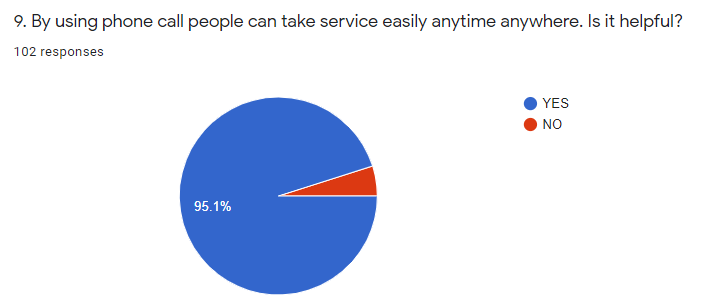 9. By using phone call people can take service easily anytime anywhere. Is it helpful?
102 responses
YES
NO
95.1%